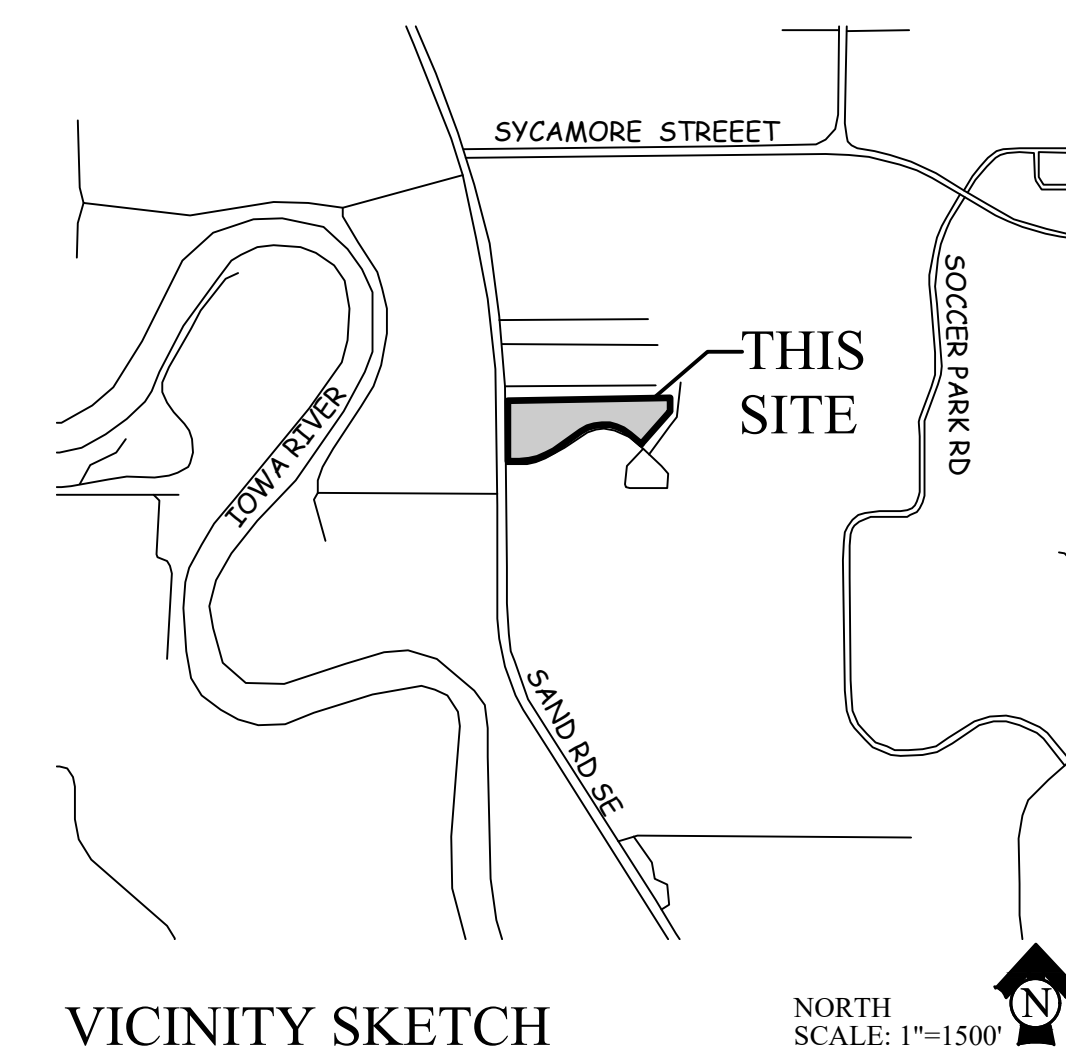 SYCAMORE STREEET
SOCCER PARK RD
THIS
SITE
IOWA RIVER
SAND RD SE
VICINITY SKETCH
NORTH
SCALE: 1"=1500'
N